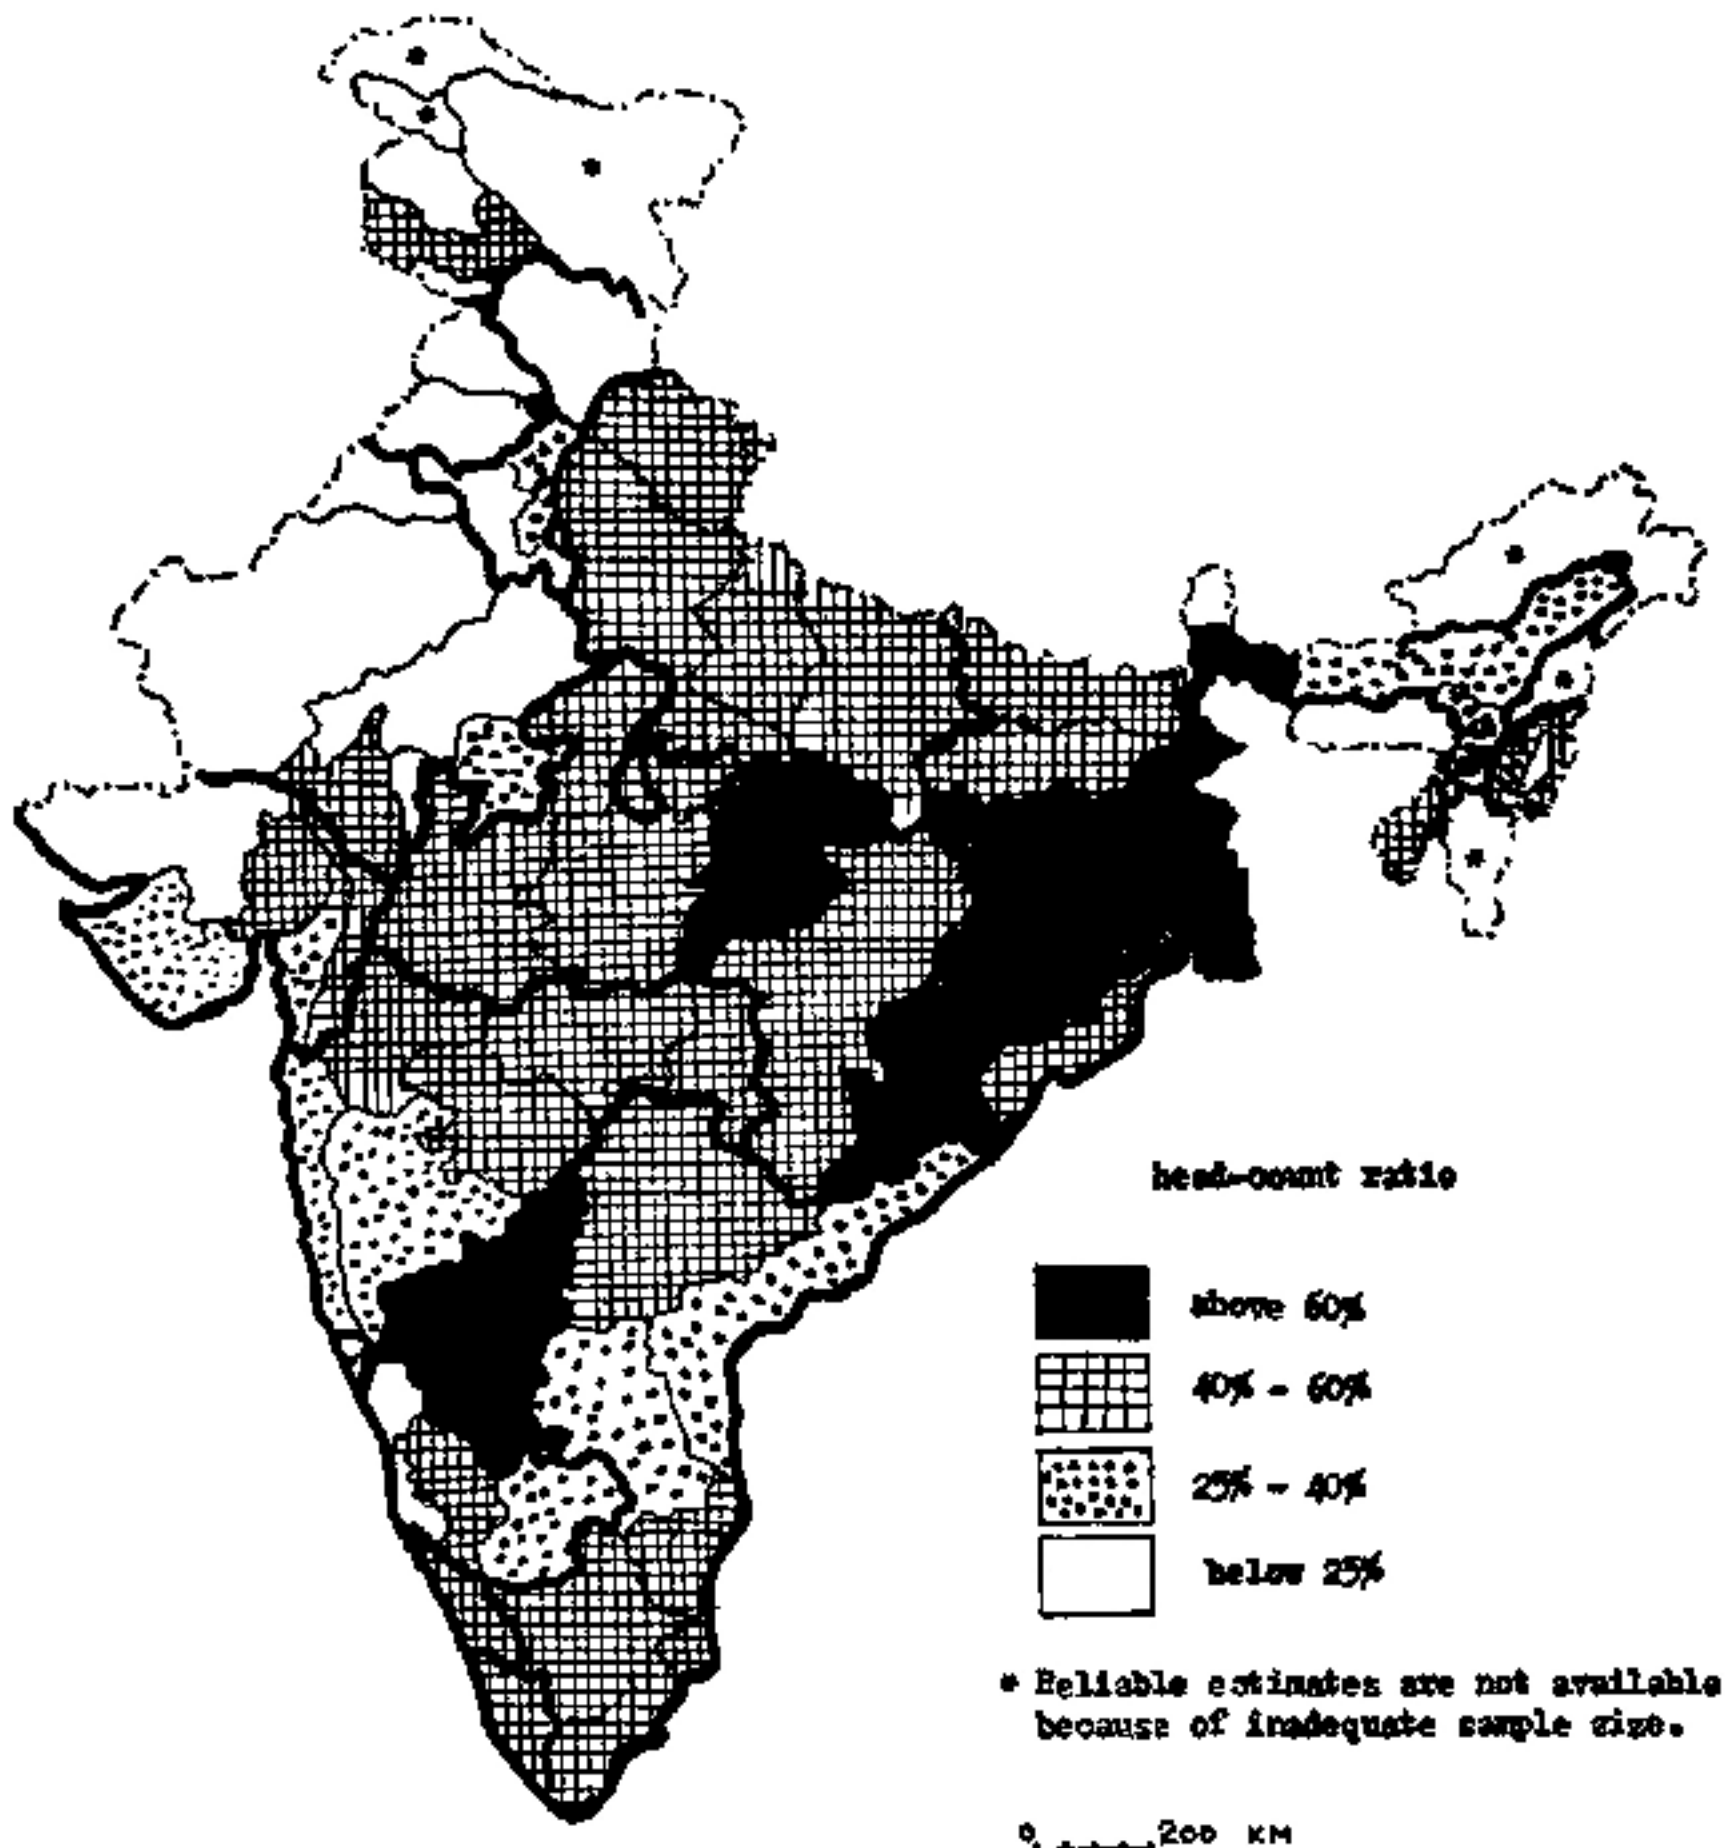 head-count ratio
above 60%
40% - 60%
25% - 40%
below 25%
* Reliable estimates are not available
because of inadequate sample size.
0 200 KM